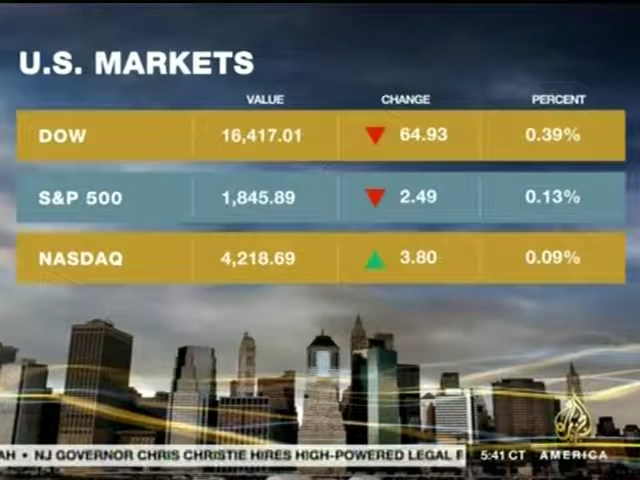 U.S. MARKETS
VALUE CHANGE PERCENT
DOW 16,417.01 64.93 0.39%
S&P 500 1,845.89 2.49 0.13%
NASDAQ 4,218.69 3.80 0.09%
AH • NJ GOVERNOR CHRIS CHRISTIE HIRES HIGH-POWERED LEGAL 5:41 CT AMERICA